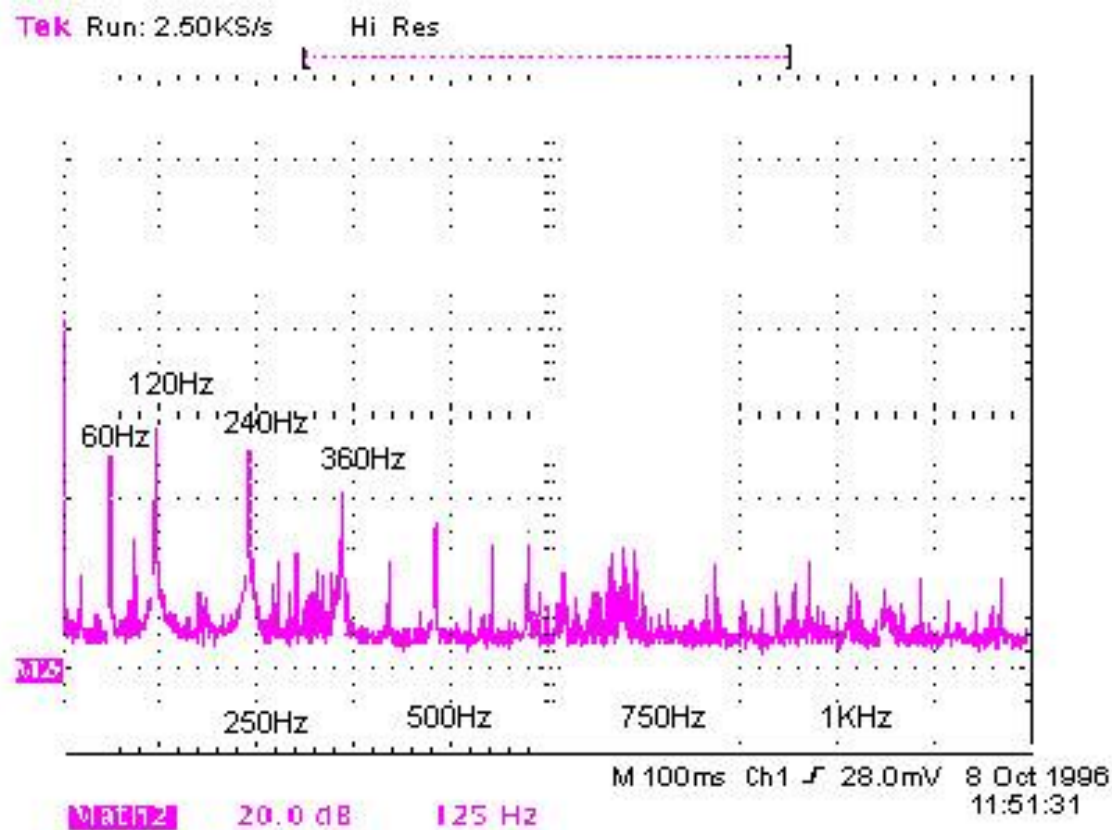 Tek Run: 2.50KS/s Hi Res
120Hz
240Hz
60Hz
360Hz
250Hz
500Hz
750Hz
1KHz
M 100ms Ch1 28.0mV 8 Oct 1996
11:51:31
Math2 20.0 dB 125 Hz